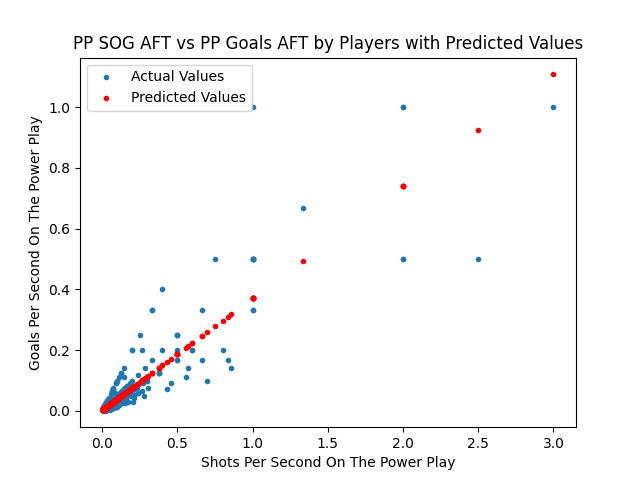 PP SOG AFT vs PP Goals AFT by Players with Predicted Values
Actual Values
Predicted Values
Goals Per Second On The Power Play
1.0
0.8
0.6
0.4
0.2
0.0
0.0 0.5 1.0 1.5 2.0 2.5 3.0
Shots Per Second On The Power Play